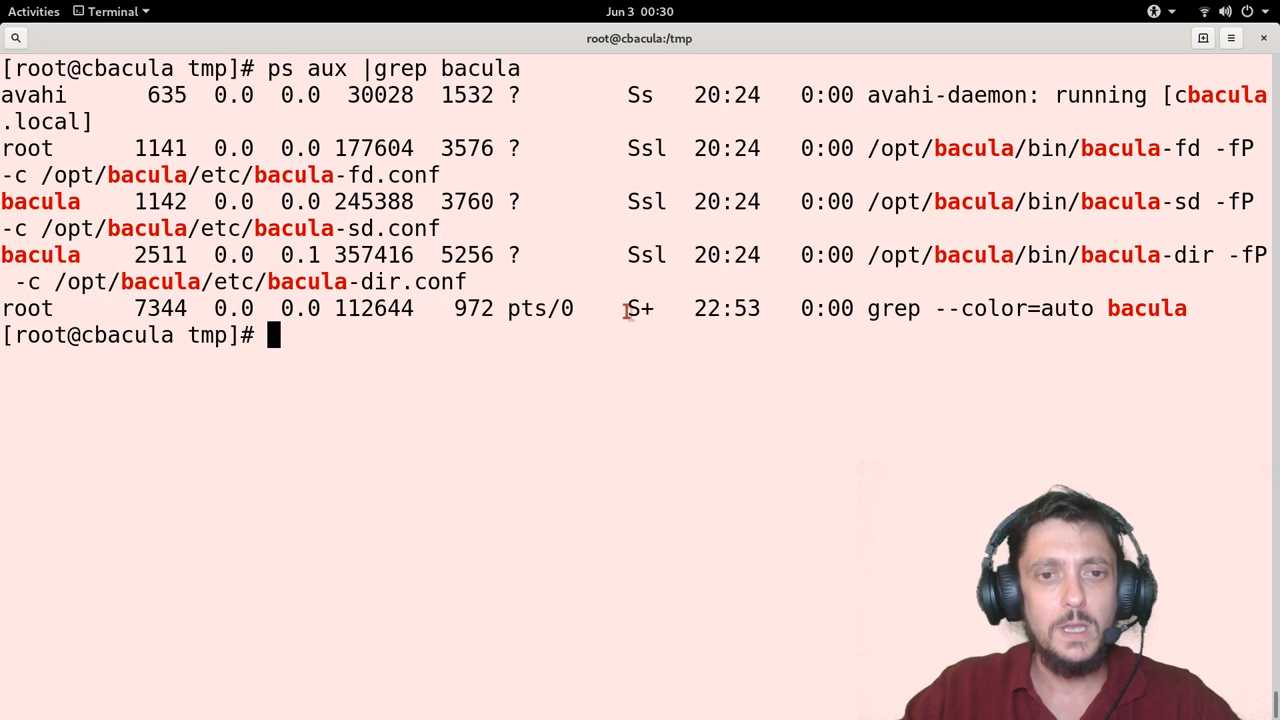 Activities Terminal Jun 3 00:30
root@cbacula:/tmp
[root@cbacula tmp]# ps aux |grep bacula
avahi 635 0.0 0.0 30028 1532 ? Ss 20:24 0:00 avahi-daemon: running [cbacula
.local]
root 1141 0.0 0.0 177604 3576 ? Ssl 20:24 0:00 /opt/bacula/bin/bacula-fd -fP
-c /opt/bacula/etc/bacula-fd.conf
bacula 1142 0.0 0.0 245388 3760 ? Ssl 20:24 0:00 /opt/bacula/bin/bacula-sd -fP
-c /opt/bacula/etc/bacula-sd.conf
bacula 2511 0.0 0.1 357416 5256 ? Ssl 20:24 0:00 /opt/bacula/bin/bacula-dir -fP
-c /opt/bacula/etc/bacula-dir.conf
root 7344 0.0 0.0 112644 972 pts/0 S+ 22:53 0:00 grep --color=auto bacula
[root@cbacula tmp]#